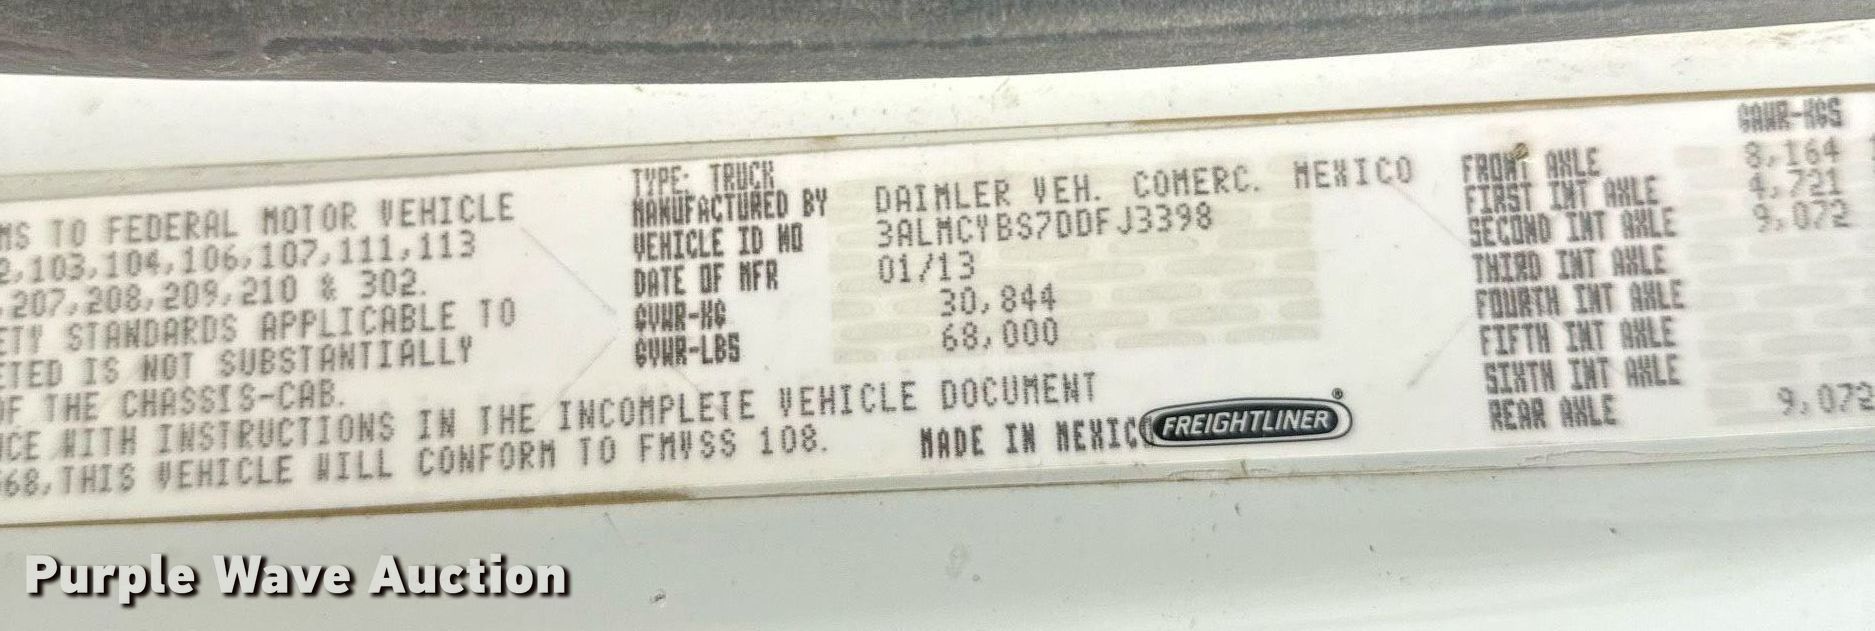 MS TO FEDERAL MOTOR VEHICLE
2,103,104,106,107,111,113
,207,208,209,210 & 302.
ETY STANDARDS APPLICABLE TO
ETED IS NOT SUBSTANTIALLY
OF THE CHASSIS-CAB.
CE WITH INSTRUCTIONS IN THE INCOMPLETE VEHICLE DOCUMENT
68,THIS VEHICLE WILL CONFORM TO FMVSS 108.
TYPE: TRUCK
MANUFACTURED BY DAIMLER VEH. COMERC. MEXICO
VEHICLE ID NO 3ALMCYBS7DDFJ3398
DATE OF MFR 01/13
GVWR-KG 30,844
GVWR-LBS 68,000
MADE IN MEXICO
FREIGHTLINER®
GAWR-KGS
FRONT AXLE 8,164
FIRST INT AXLE 4,721
SECOND INT AXLE 9,072
THIRD INT AXLE
FOURTH INT AXLE
FIFTH INT AXLE
SIXTH INT AXLE
REAR AXLE 9,072
Purple Wave Auction